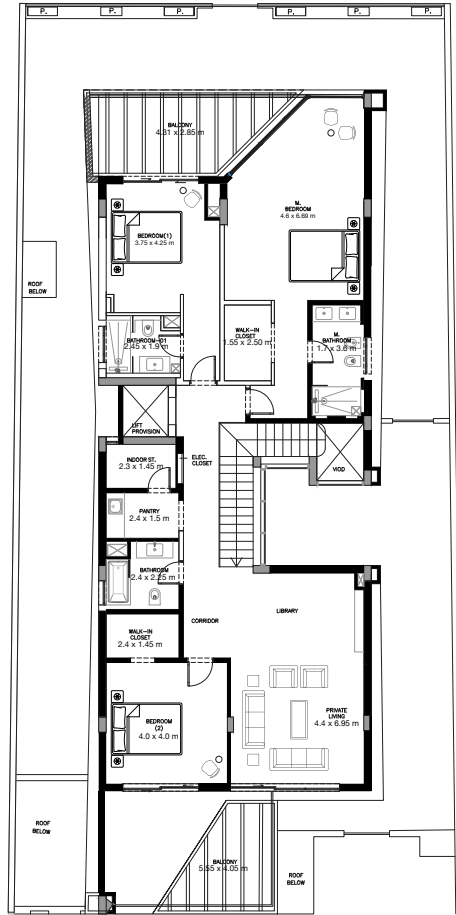 P. P. P. P. P. P.
BALCONY
4.31 x 2.85 m
M.
BEDROOM
4.6 x 6.69 m
BEDROOM(1)
3.75 x 4.25 m
ROOF
BELOW
WALK-IN
CLOSET
1.55 x 2.50 m
BATHROOM-01
2.45 x 1.9 m
M.
BATHROOM
1.7 x 3.6 m
LIFT
PROVISION
ELEC.
CLOSET
INDOOR ST.
2.3 x 1.45 m
VIOD
PANTRY
2.4 x 1.5 m
BATHROOM
2.4 x 2.25 m
CORRIDOR
LIBRARY
WALK-IN
CLOSET
2.4 x 1.45 m
BEDROOM
(2)
4.0 x 4.0 m
PRIVATE
LIVING
4.4 x 6.95 m
ROOF
BELOW
BALCONY
5.55 x 4.05 m
ROOF
BELOW